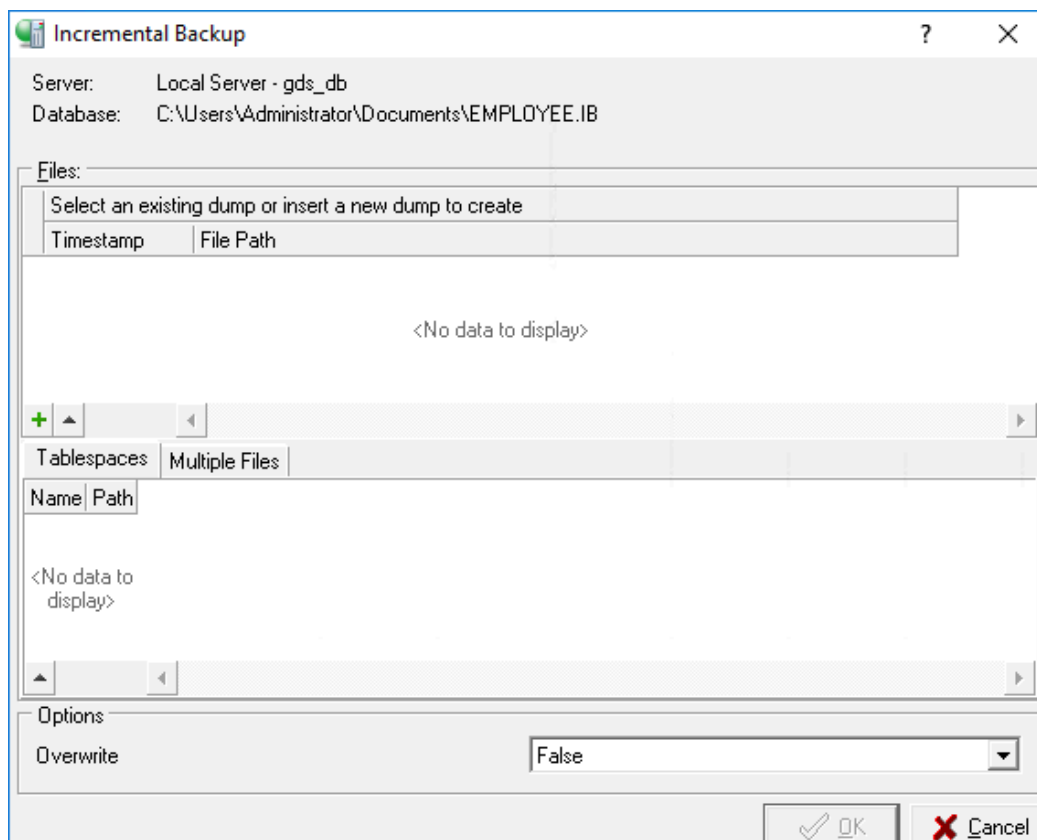 Incremental Backup ?
Server: Local Server - gds_db
Database: C:\Users\Administrator\Documents\EMPLOYEE.IB
Files:
Select an existing dump or insert a new dump to create
Timestamp File Path
<No data to display>
Tablespaces Multiple Files
Name Path
<No data to
display>
Options
Overwrite False
OK Cancel